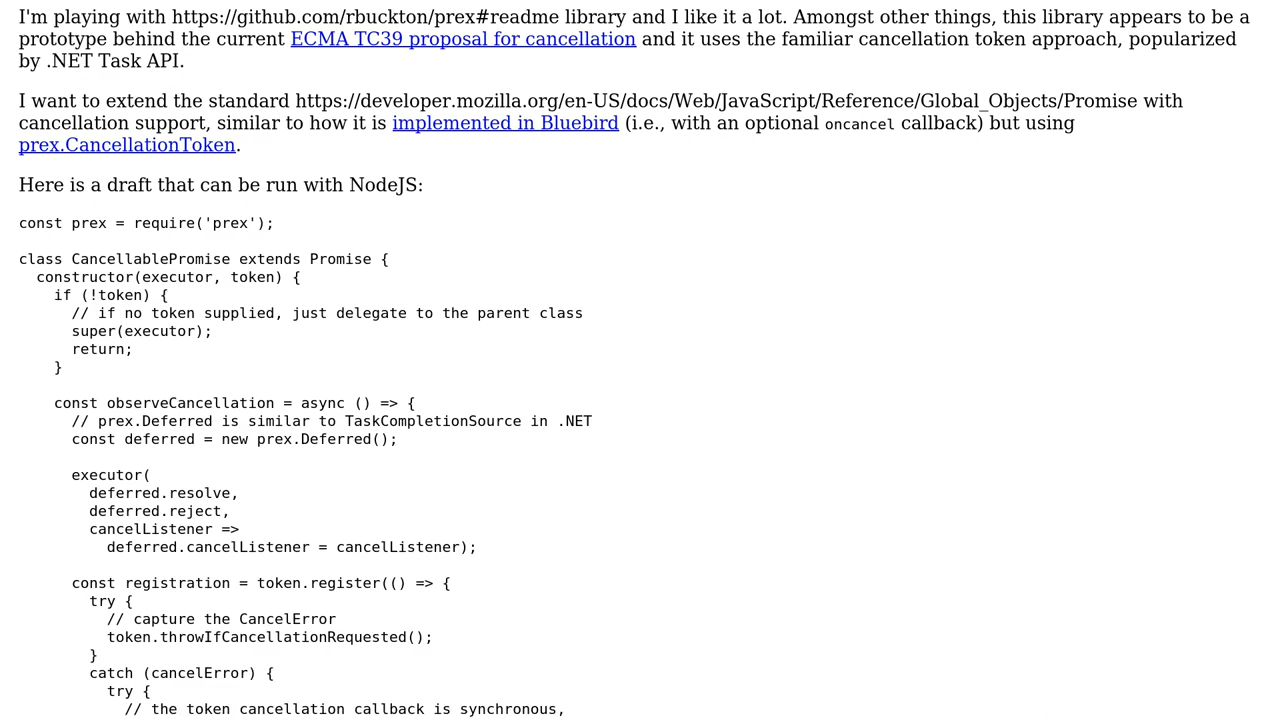 I'm playing with https://github.com/rbuckton/prex#readme library and I like it a lot. Amongst other things, this library appears to be a
prototype behind the current ECMA TC39 proposal for cancellation and it uses the familiar cancellation token approach, popularized
by .NET Task API.
I want to extend the standard https://developer.mozilla.org/en-US/docs/Web/JavaScript/Reference/Global_Objects/Promise with
cancellation support, similar to how it is implemented in Bluebird (i.e., with an optional oncancel callback) but using
prex.CancellationToken.
Here is a draft that can be run with NodeJS:
const prex = require('prex');
class CancellablePromise extends Promise {
  constructor(executor, token) {
    if (!token) {
      // if no token supplied, just delegate to the parent class
      super(executor);
      return;
    }
    const observeCancellation = async () => {
      // prex.Deferred is similar to TaskCompletionSource in .NET
      const deferred = new prex.Deferred();
      executor(
        deferred.resolve,
        deferred.reject,
        cancelListener =>
          deferred.cancelListener = cancelListener);
      const registration = token.register(() => {
        try {
          // capture the CancelError
          token.throwIfCancellationRequested();
        }
        catch (cancelError) {
          try {
            // the token cancellation callback is synchronous,